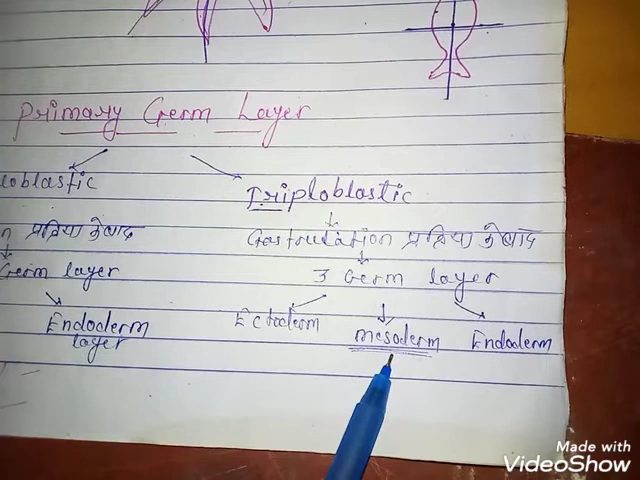 Primary Germ Layer
loblastic
Triploblastic
n प्रक्रिया के बाद
Gastrulation प्रक्रिया के बाद
Germ layer
3 Germ layer
Endoderm
layer
Ectoderm
mesoderm
Endoderm
Made with
VideoShow